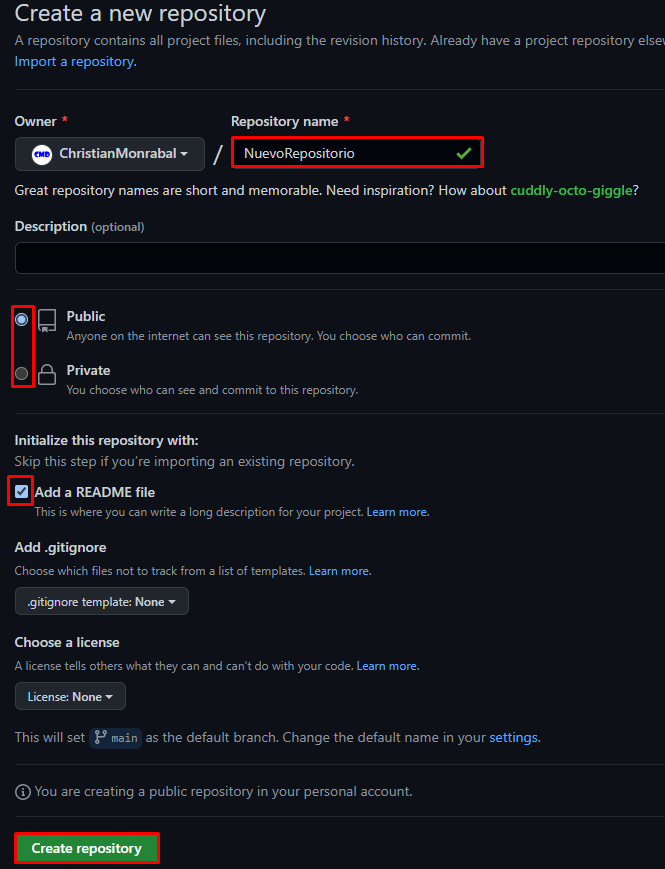 Create a new repository
A repository contains all project files, including the revision history. Already have a project repository
Import a repository.
Owner *
Repository name *
CMD ChristianMonrabal / NuevoRepositorio
Great repository names are short and memorable. Need inspiration? How about cuddly-octo-giggle?
Description (optional)
Public
Anyone on the internet can see this repository. You choose who can commit.
Private
You choose who can see and commit to this repository.
Initialize this repository with:
Skip this step if you're importing an existing repository.
Add a README file
This is where you can write a long description for your project. Learn more.
Add .gitignore
Choose which files not to track from a list of templates. Learn more.
.gitignore template: None
Choose a license
A license tells others what they can and can't do with your code. Learn more.
License: None
This will set main as the default branch. Change the default name in your settings.
You are creating a public repository in your personal account.
Create repository